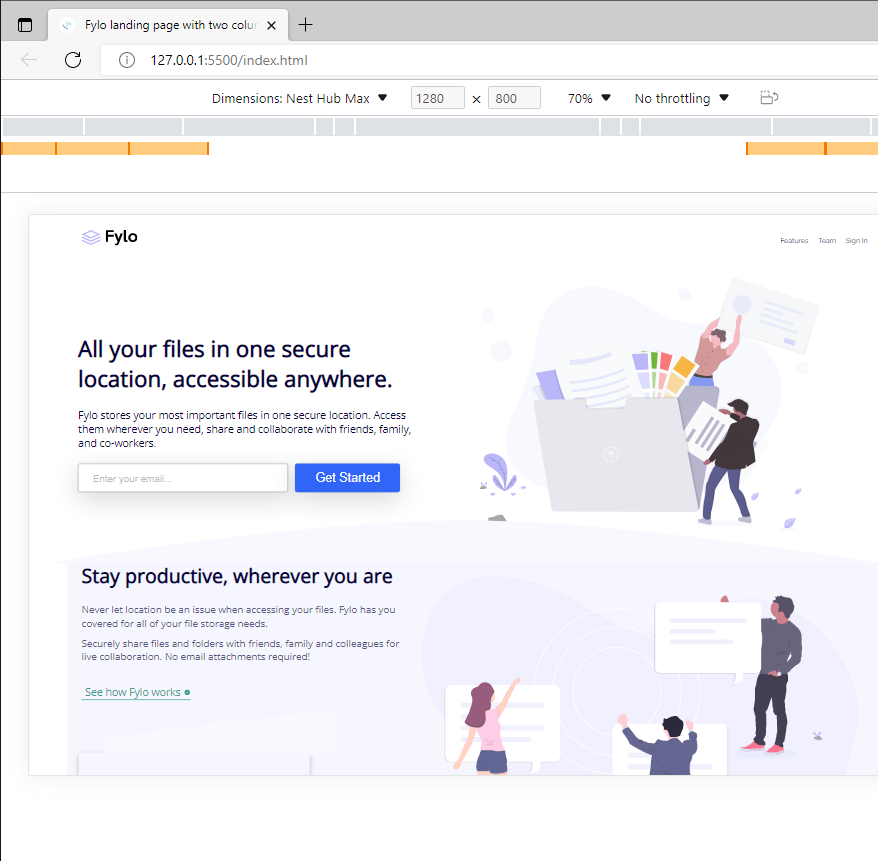 Fylo landing page with two colu
127.0.0.1:5500/index.html
Dimensions: Nest Hub Max 1280 x 800 70% No throttling
Fylo
Features Team Sign In
All your files in one secure
location, accessible anywhere.
Fylo stores your most important files in one secure location. Access
them wherever you need, share and collaborate with friends, family,
and co-workers.
Enter your email... Get Started
Stay productive, wherever you are
Never let location be an issue when accessing your files. Fylo has you
covered for all of your file storage needs.
Securely share files and folders with friends, family and colleagues for
live collaboration. No email attachments required!
See how Fylo works